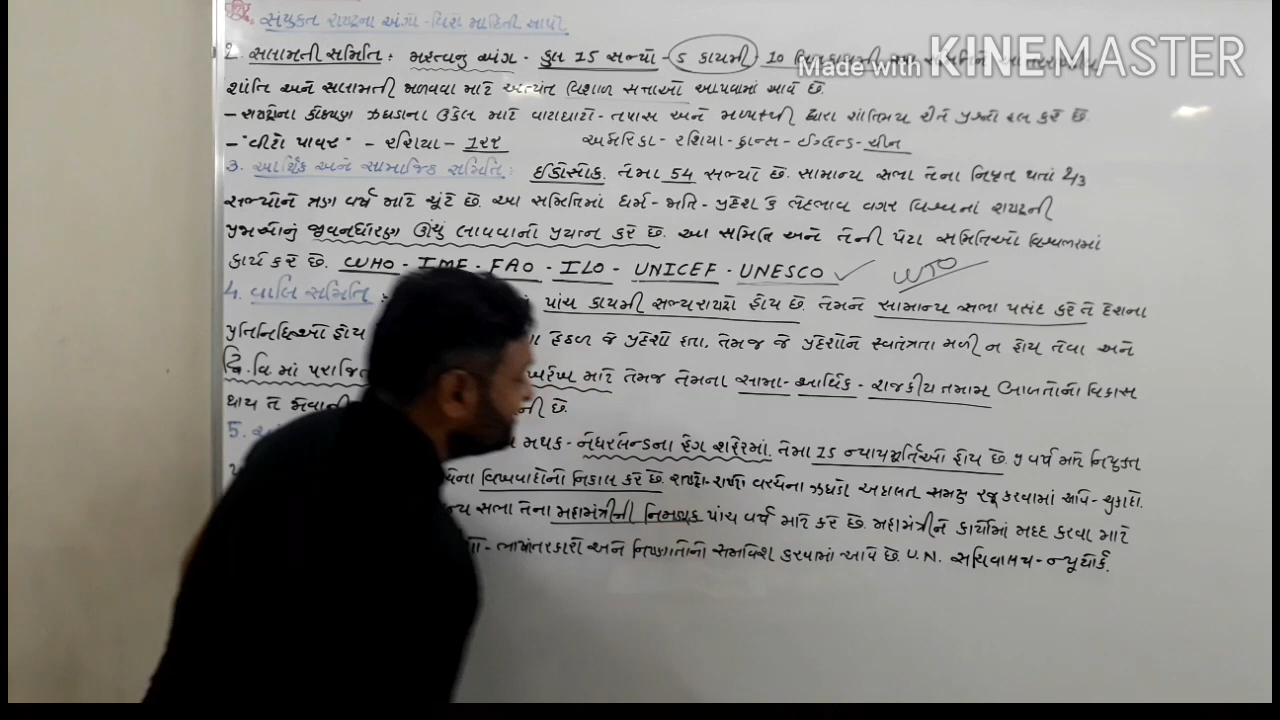 સંયુક્ત રાષ્ટ્રના અંગો - વિશે માહિતી આપો
2. સલામતી સમિતિ : મહત્વનું અંગ - કુલ 15 સભ્યો - 5 કાયમી 10
Made with KINEMASTER
શાંતિ અને સલામતી જાળવવા માટે અત્યંત વિશાળ સત્તાઓ આપવામાં આવે છે.
- રાષ્ટ્રોના કોઇપણ ઝઘડાના ઉકેલ માટે વાટાઘાટો - તપાસ અને મધ્યસ્થી દ્વારા શાંતિમય રીતે પ્રશ્નો હલ કરે છે.
- "વીટો પાવર" - રશિયા - 122 અમેરિકા - રશિયા - ફ્રાન્સ - ઈંગ્લેન્ડ - ચીન
3. આર્થિક અને સામાજિક સમિતિ : ઈકોસોક. તેમાં 54 સભ્યો છે. સામાન્ય સભા તેના નિવૃત થતાં 2/3
સભ્યોને ત્રણ વર્ષ માટે ચૂંટે છે. આ સમિતિમાં ધર્મ - જાતિ - પ્રદેશ કે ભેદભાવ વગર વિશ્વનાં રાષ્ટ્રની
પ્રજાઓનું જીવનધોરણ ઊંચું લાવવાનો પ્રયત્ન કરે છે. આ સમિતિ અને તેની પેટા સમિતિઓ વિશ્વભરમાં
કાર્ય કરે છે. WHO - IMF - FAO - ILO - UNICEF - UNESCO ✓ WTO
4. વાલિ સમિતિ : પાંચ કાયમી સભ્યરાષ્ટ્રો હોય છે. તેમને સામાન્ય સભા પસંદ કરે તે દેશના
પ્રતિનિધિઓ હોય હેઠળ જે પ્રદેશો હતા. તેમજ જે પ્રદેશોને સ્વતંત્રતા મળી ન હોય તેવા અને
દ્વિ.વિ.માં પરાજિત માટે તેમજ તેમના સામા - આર્થિક - રાજકીય તમામ બાબતોનો વિકાસ
થાય તે જોવાની ની છે.
5. મથક - નેધરલેન્ડના હેગ શહેરમાં. તેમાં 15 ન્યાયમૂર્તિઓ હોય છે. ૭ વર્ષ માટે નિયુક્ત
વિખવાદોનો નિકાલ કરે છે. રાષ્ટ્રો - રાષ્ટ્રો વચ્ચેના ઝઘડો અદાલત સમક્ષ રજૂ કરવામાં આવે - ચુકાદો.
સભા તેના મહામંત્રીની નિમણૂક પાંચ વર્ષ માટે કરે છે. મહામંત્રીને કાર્યોમાં મદદ કરવા માટે
- ભાષાંતરકારો અને નિષ્ણાતોનો સમાવેશ કરવામાં આવે છે. U.N. સચિવાલય - ન્યૂયોર્ક.